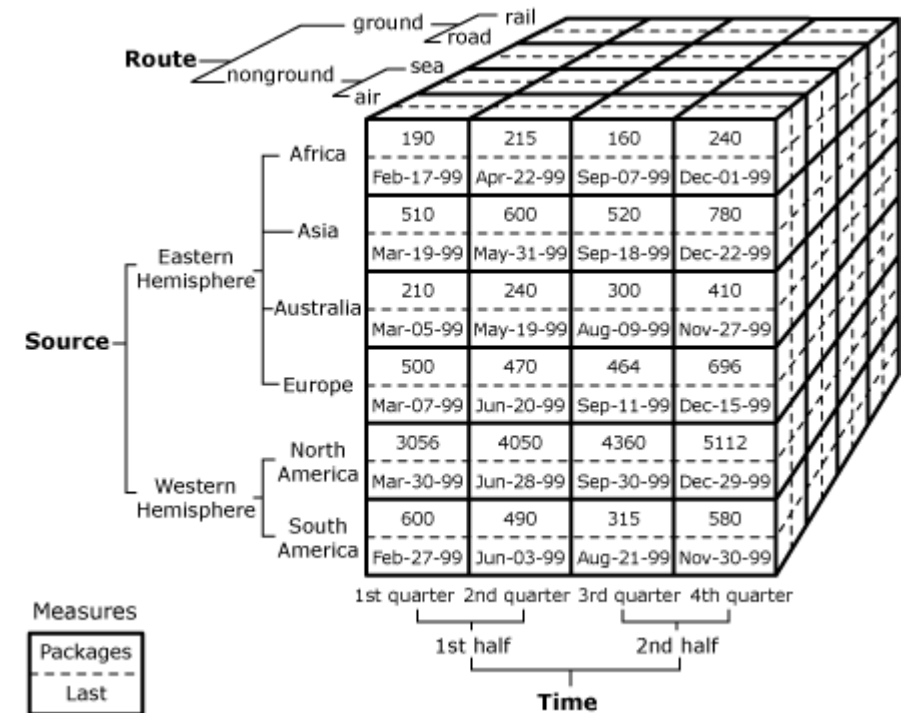 ground
rail
road
Route
nonground
sea
air
190 215 160 240
Africa
Feb-17-99 Apr-22-99 Sep-07-99 Dec-01-99
510 600 520 780
Asia
Mar-19-99 May-31-99 Sep-18-99 Dec-22-99
Eastern
Hemisphere
210 240 300 410
Australia
Mar-05-99 May-19-99 Aug-09-99 Nov-27-99
Source
500 470 464 696
Europe
Mar-07-99 Jun-20-99 Sep-11-99 Dec-15-99
3056 4050 4360 5112
North
America
Mar-30-99 Jun-28-99 Sep-30-99 Dec-29-99
Western
Hemisphere
600 490 315 580
South
America
Feb-27-99 Jun-03-99 Aug-21-99 Nov-30-99
1st quarter 2nd quarter 3rd quarter 4th quarter
1st half 2nd half
Time
Measures
Packages
Last